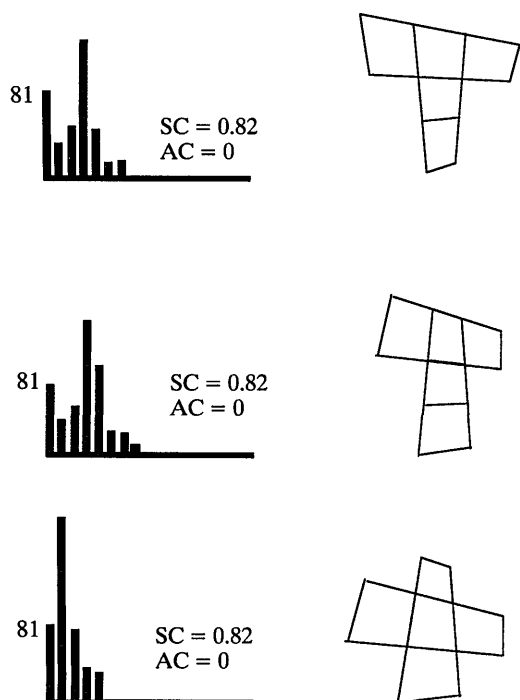 81
SC = 0.82
AC = 0
81
SC = 0.82
AC = 0
81
SC = 0.82
AC = 0